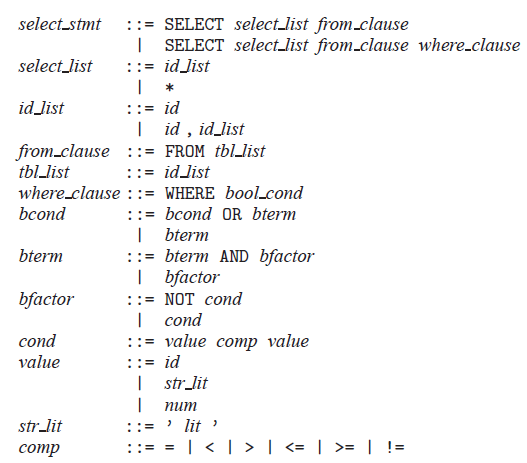 select_stmt ::= SELECT select_list from_clause
| SELECT select_list from_clause where_clause
select_list ::= id_list
| *
id_list ::= id
| id , id_list
from_clause ::= FROM tbl_list
tbl_list ::= id_list
where_clause ::= WHERE bool_cond
bcond ::= bcond OR bterm
| bterm
bterm ::= bterm AND bfactor
| bfactor
bfactor ::= NOT cond
| cond
cond ::= value comp value
value ::= id
| str_lit
| num
str_lit ::= ’ lit ’
comp ::= = | < | > | <= | >= | !=